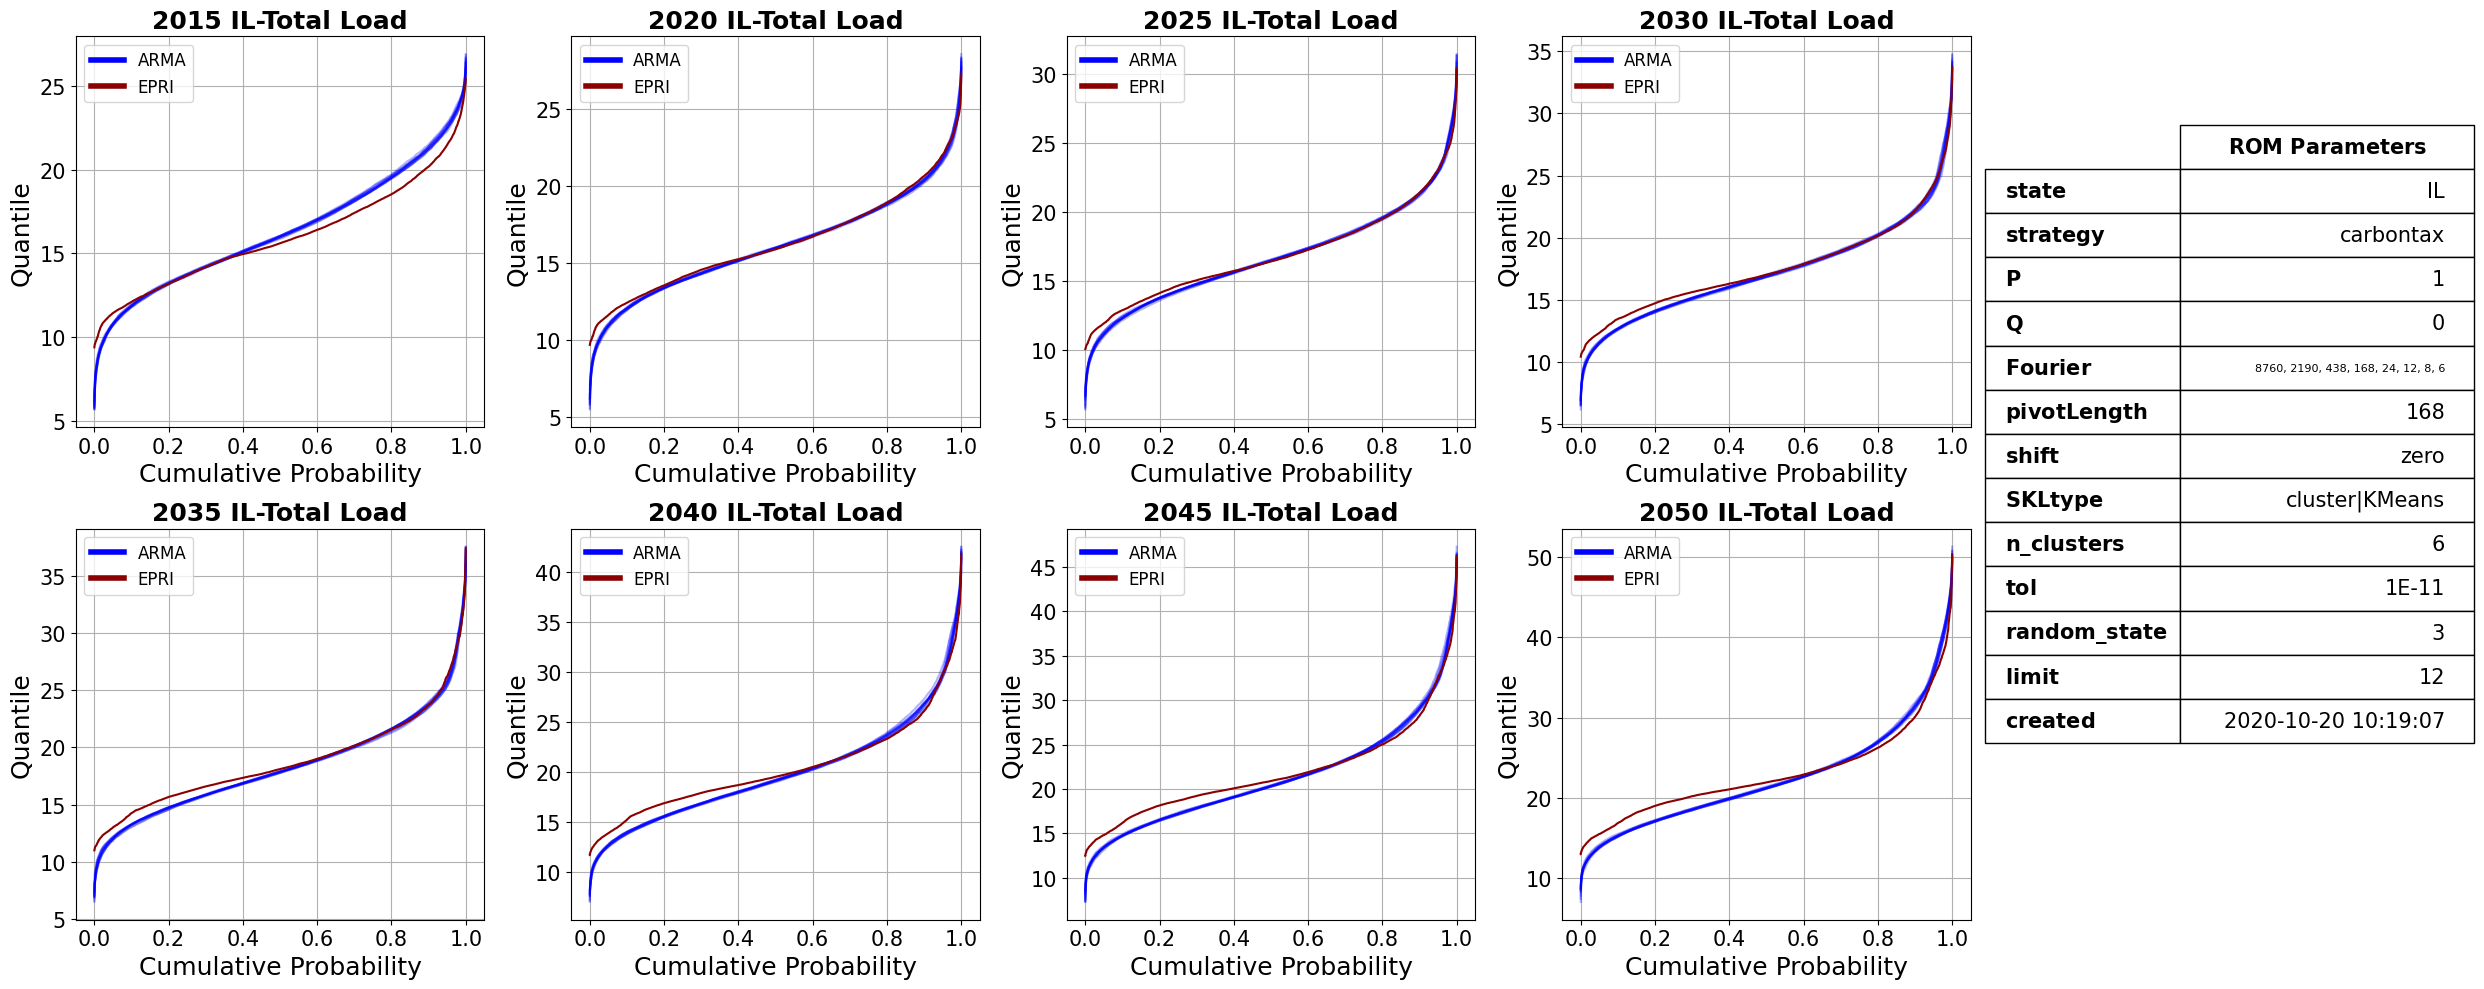 2015 IL-Total Load
ARMA
EPRI
25
20
15
10
5
0.0 0.2 0.4 0.6 0.8 1.0
Quantile
Cumulative Probability
2020 IL-Total Load
ARMA
EPRI
25
20
15
10
5
0.0 0.2 0.4 0.6 0.8 1.0
Quantile
Cumulative Probability
2025 IL-Total Load
ARMA
EPRI
30
25
20
15
10
5
0.0 0.2 0.4 0.6 0.8 1.0
Quantile
Cumulative Probability
2030 IL-Total Load
ARMA
EPRI
35
30
25
20
15
10
5
0.0 0.2 0.4 0.6 0.8 1.0
Quantile
Cumulative Probability
2035 IL-Total Load
ARMA
EPRI
35
30
25
20
15
10
5
0.0 0.2 0.4 0.6 0.8 1.0
Quantile
Cumulative Probability
2040 IL-Total Load
ARMA
EPRI
40
35
30
25
20
15
10
0.0 0.2 0.4 0.6 0.8 1.0
Quantile
Cumulative Probability
2045 IL-Total Load
ARMA
EPRI
45
40
35
30
25
20
15
10
0.0 0.2 0.4 0.6 0.8 1.0
Quantile
Cumulative Probability
2050 IL-Total Load
ARMA
EPRI
50
40
30
20
10
0.0 0.2 0.4 0.6 0.8 1.0
Quantile
Cumulative Probability
ROM Parameters
state IL
strategy carbontax
P 1
Q 0
Fourier 8760, 2190, 438, 168, 24, 12, 8, 6
pivotLength 168
shift zero
SKLtype cluster|KMeans
n_clusters 6
tol 1E-11
random_state 3
limit 12
created 2020-10-20 10:19:07